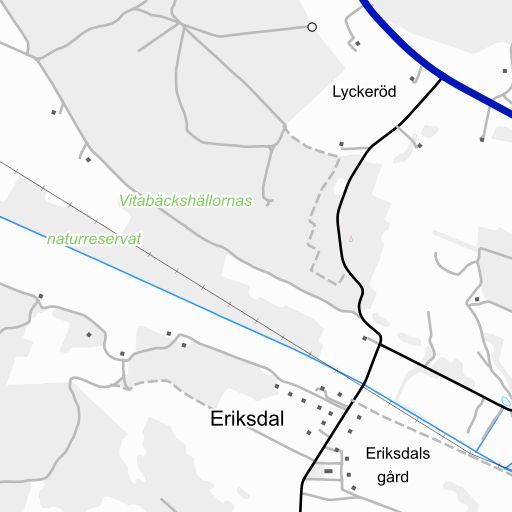 Lyckeröd
Vitabäckshällornas
naturreservat
Eriksdal
Eriksdals
gård